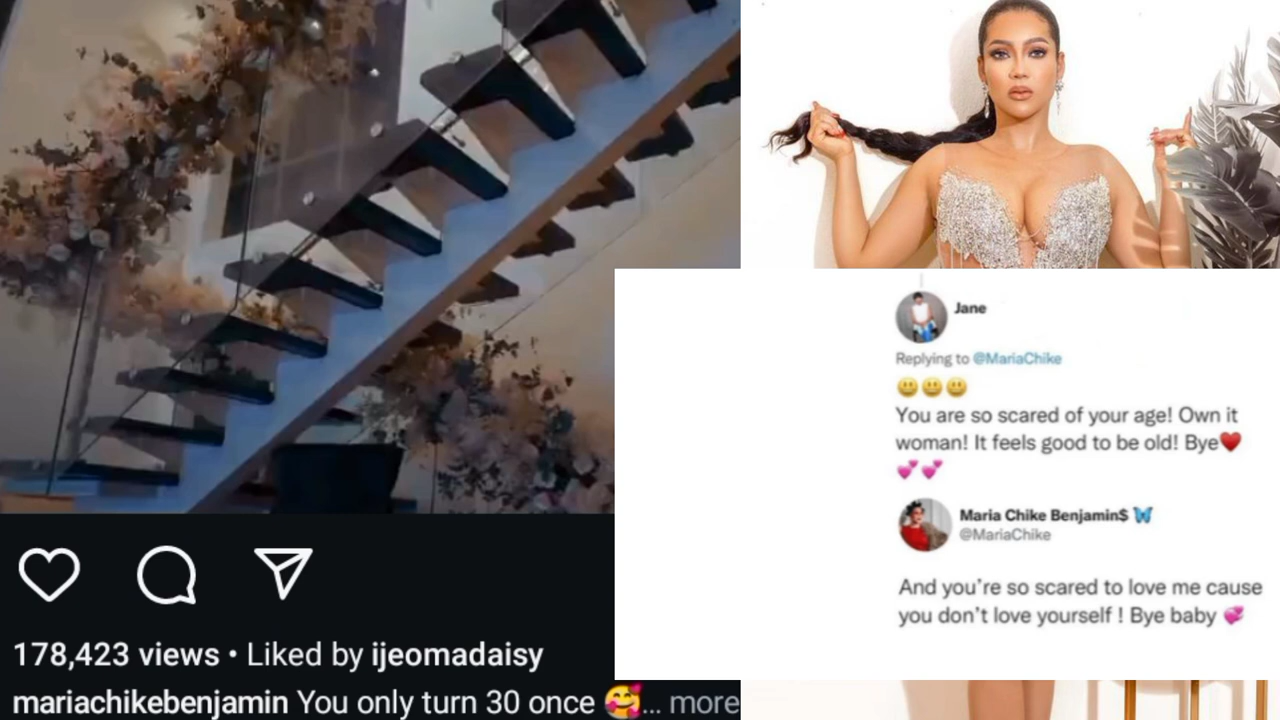 178,423 views • Liked by ijeomadaisy
mariachikebenjamin You only turn 30 once 🥰... more
Jane
Replying to @MariaChike
😃😃😃
You are so scared of your age! Own it
woman! It feels good to be old! Bye❤️
💕💕
Maria Chike Benjamin$ 🦋
@MariaChike
And you're so scared to love me cause
you don't love yourself ! Bye baby 💞